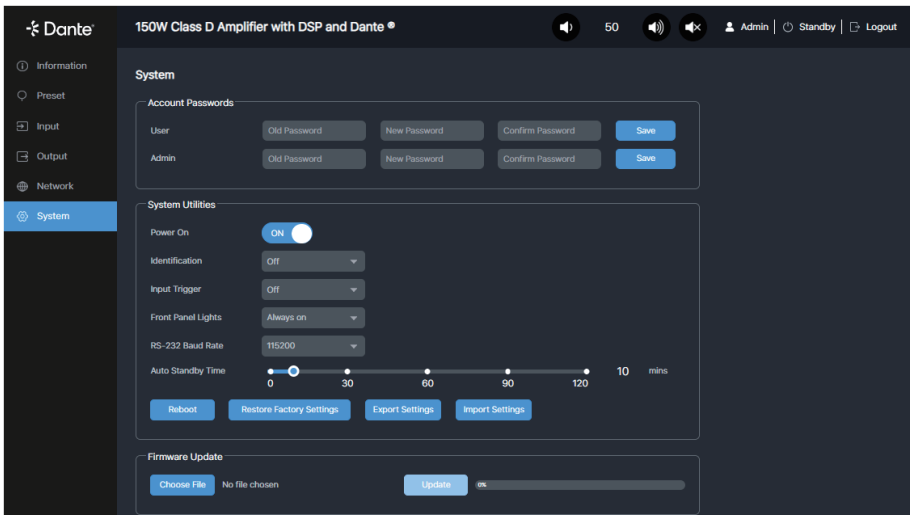 Dante®
150W Class D Amplifier with DSP and Dante ®
50
Admin
Standby
Logout
Information
Preset
Input
Output
Network
System
System
Account Passwords
User Old Password New Password Confirm Password Save
Admin Old Password New Password Confirm Password Save
System Utilities
Power On ON
Identification Off
Input Trigger Off
Front Panel Lights Always on
RS-232 Baud Rate 115200
Auto Standby Time 10 mins
0 30 60 90 120
Reboot Restore Factory Settings Export Settings Import Settings
Firmware Update
Choose File No file chosen Update 0%